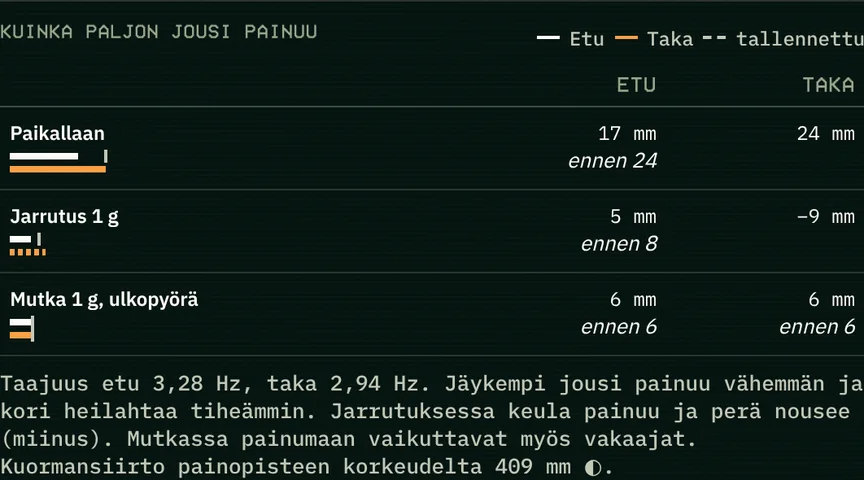 KUINKA PALJON JOUSI PAINUU
Etu Taka tallennettu
ETU TAKA
Paikallaan 17 mm 24 mm
ennen 24
Jarrutus 1 g 5 mm −9 mm
ennen 8
Mutka 1 g, ulkopyörä 6 mm 6 mm
ennen 6 ennen 6
Taajuus etu 3,28 Hz, taka 2,94 Hz. Jäykempi jousi painuu vähemmän ja
kori heilahtaa tiheämmin. Jarrutuksessa keula painuu ja perä nousee
(miinus). Mutkassa painumaan vaikuttavat myös vakaajat.
Kuormansiirto painopisteen korkeudelta 409 mm ◐.